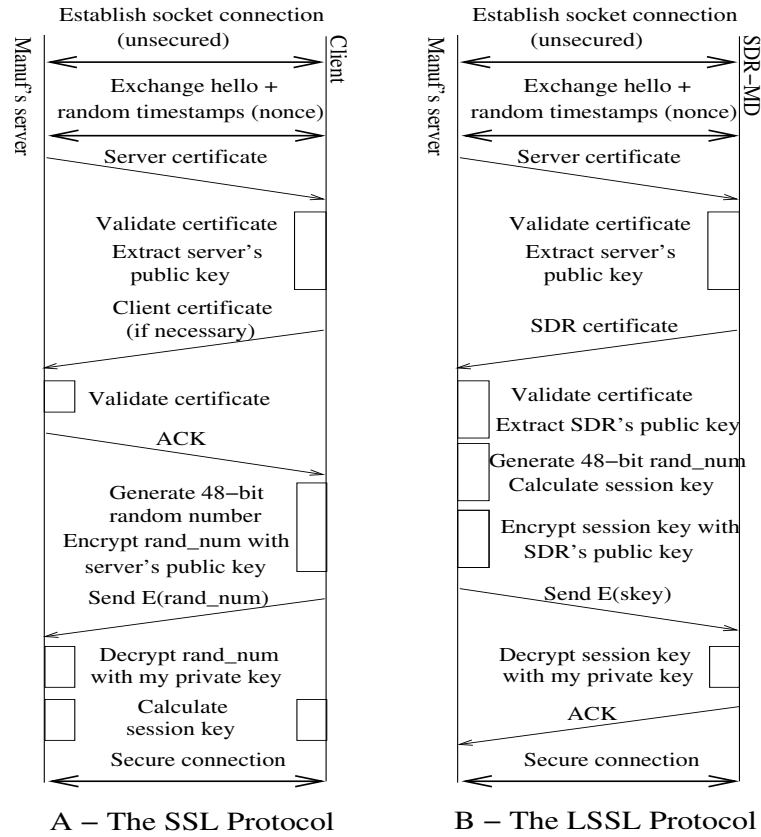 Establish socket connection
(unsecured)
Manuf's server
Client
Exchange hello +
random timestamps (nonce)
Server certificate
Validate certificate
Extract server's
public key
Client certificate
(if necessary)
Validate certificate
ACK
Generate 48−bit
random number
Encrypt rand_num with
server's public key
Send E(rand_num)
Decrypt rand_num
with my private key
Calculate
session key
Secure connection
A − The SSL Protocol
Establish socket connection
(unsecured)
Manuf's server
SDR−MD
Exchange hello +
random timestamps (nonce)
Server certificate
Validate certificate
Extract server's
public key
SDR certificate
Validate certificate
Extract SDR's public key
Generate 48−bit rand_num
Calculate session key
Encrypt session key with
SDR's public key
Send E(skey)
Decrypt session key
with my private key
ACK
Secure connection
B − The LSSL Protocol